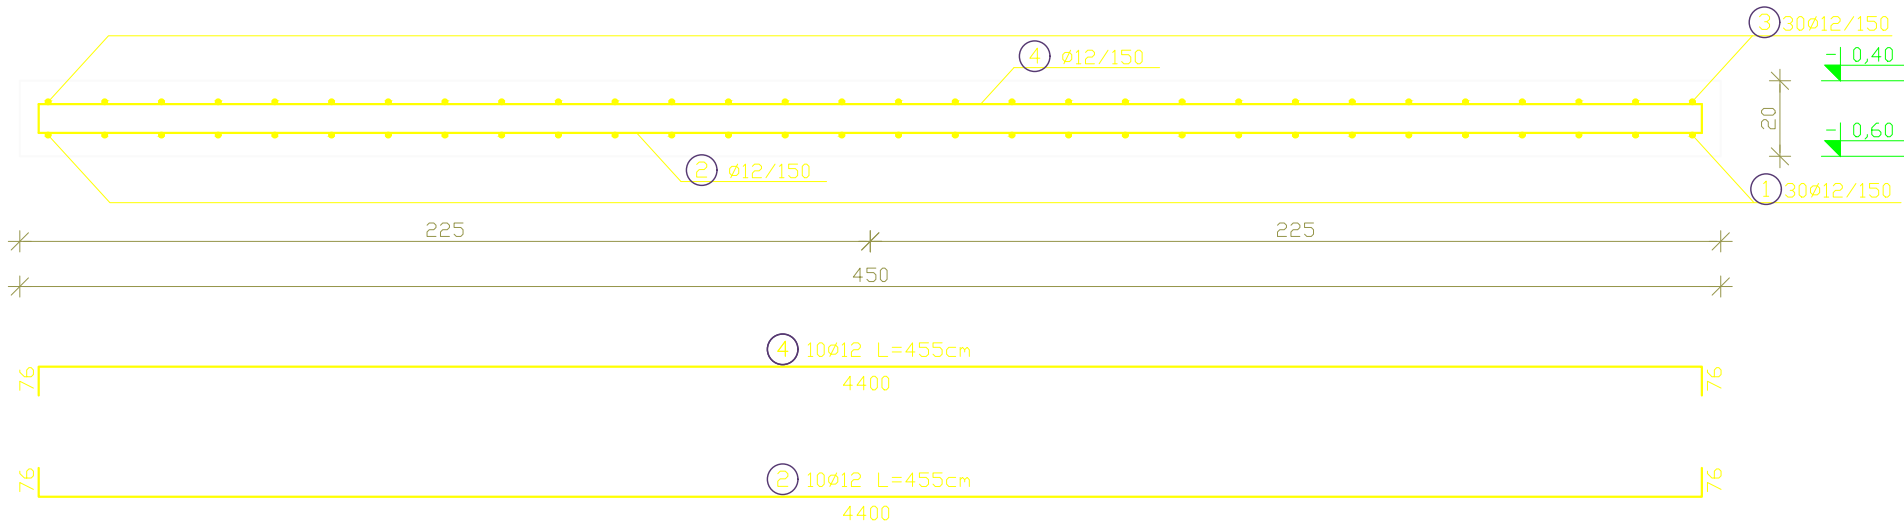 3 30ø12/150
4 ø12/150
- 0,40
20
- 0,60
2 ø12/150
1 30ø12/150
225 225
450
4 10ø12 L=455cm
76 4400 76
2 10ø12 L=455cm
76 4400 76